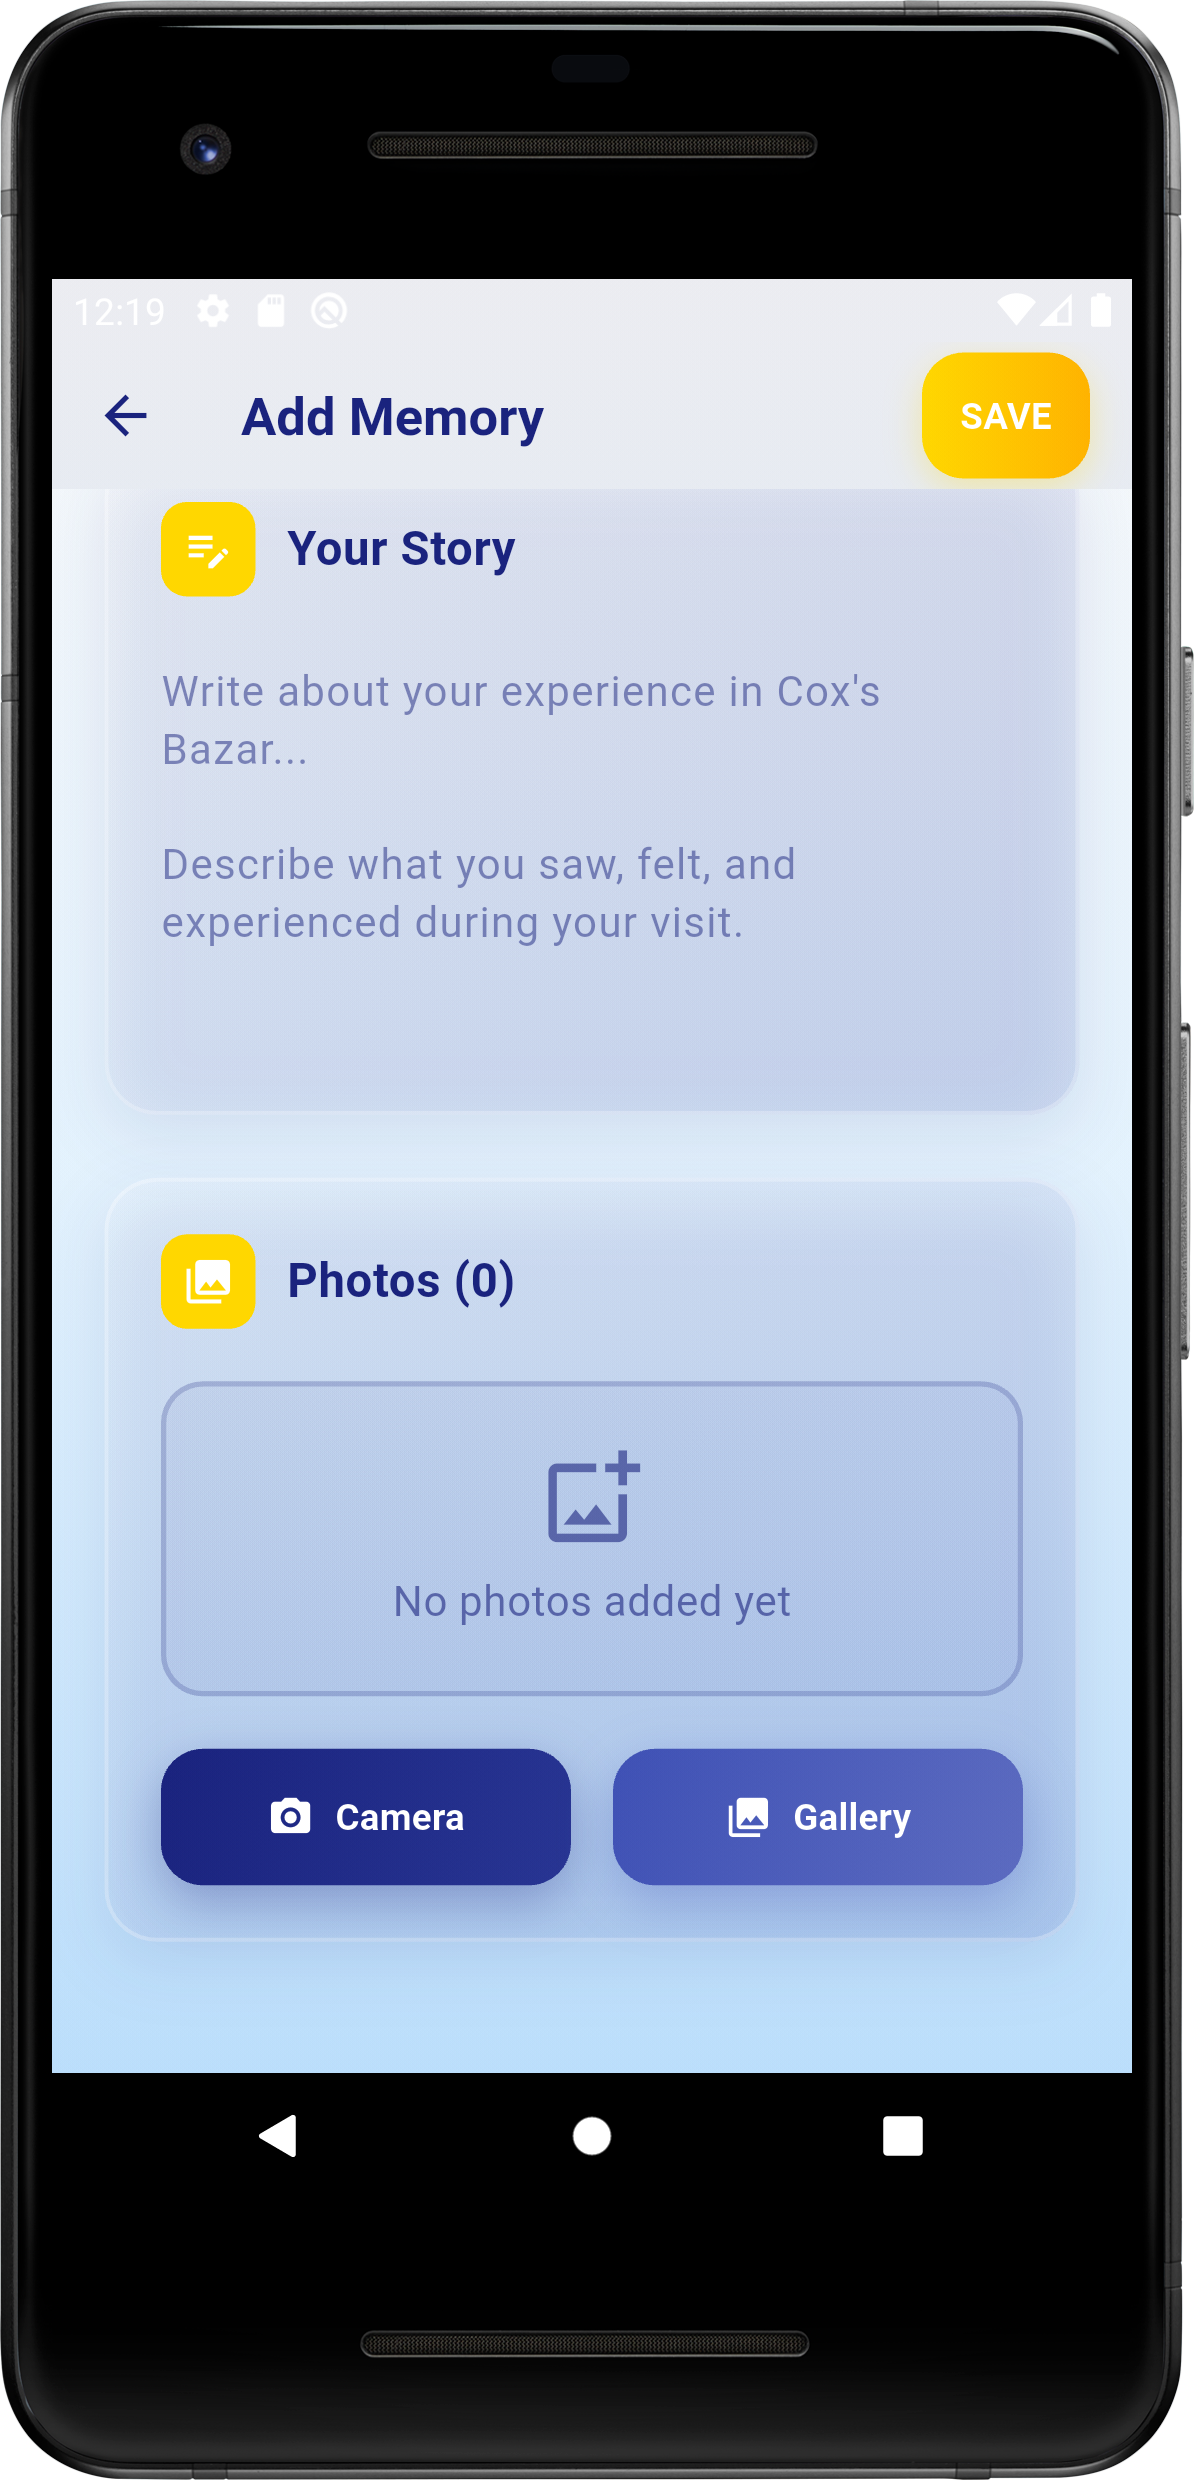 12:19
Add Memory
SAVE
Your Story
Write about your experience in Cox's
Bazar...
Describe what you saw, felt, and
experienced during your visit.
Photos (0)
No photos added yet
Camera
Gallery